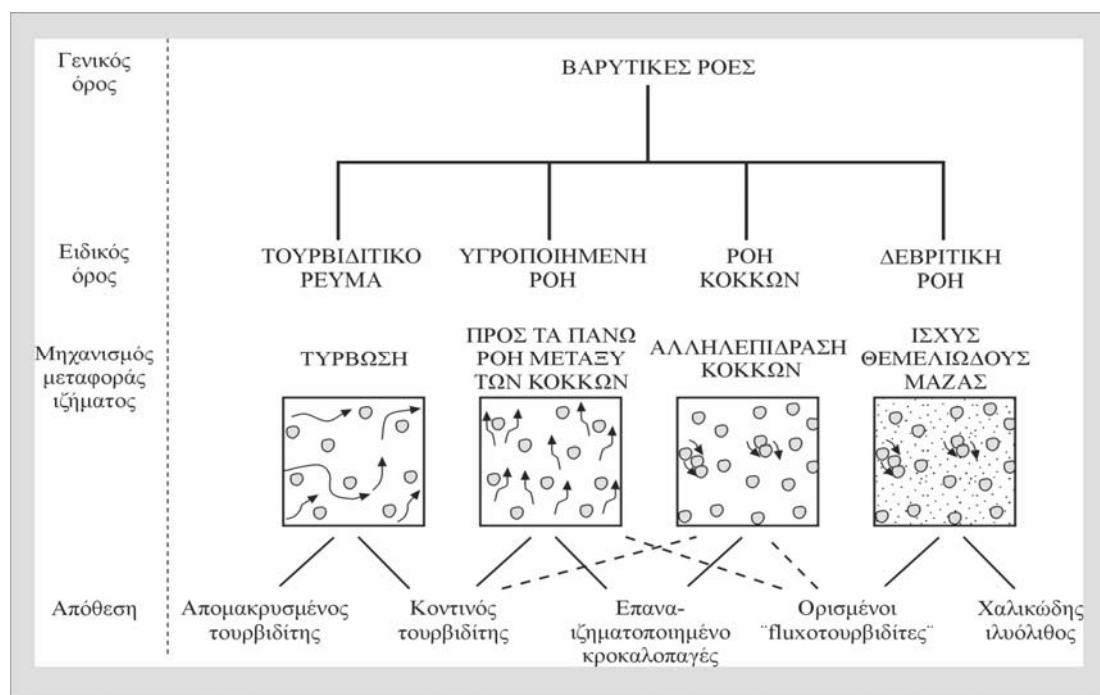 Γενικός
όρος
ΒΑΡΥΤΙΚΕΣ ΡΟΕΣ
Ειδικός
όρος
ΤΟΥΡΒΙΔΙΤΙΚΟ
ΡΕΥΜΑ
ΥΓΡΟΠΟΙΗΜΕΝΗ
ΡΟΗ
ΡΟΗ
ΚΟΚΚΩΝ
ΔΕΒΡΙΤΙΚΗ
ΡΟΗ
Μηχανισμός
μεταφοράς
ιζήματος
ΤΥΡΒΩΣΗ
ΠΡΟΣ ΤΑ ΠΑΝΩ
ΡΟΗ ΜΕΤΑΞΥ
ΤΩΝ ΚΟΚΚΩΝ
ΑΛΛΗΛΕΠΙΔΡΑΣΗ
ΚΟΚΚΩΝ
ΙΣΧΥΣ
ΘΕΜΕΛΙΩΔΟΥΣ
ΜΑΖΑΣ
Απόθεση
Απομακρυσμένος
τουρβιδίτης
Κοντινός
τουρβιδίτης
Επανα-
ιζηματοποιημένο
κροκαλοπαγές
Ορισμένοι
¨fluxοτουρβιδίτες¨
Χαλικώδης
ιλυόλιθος